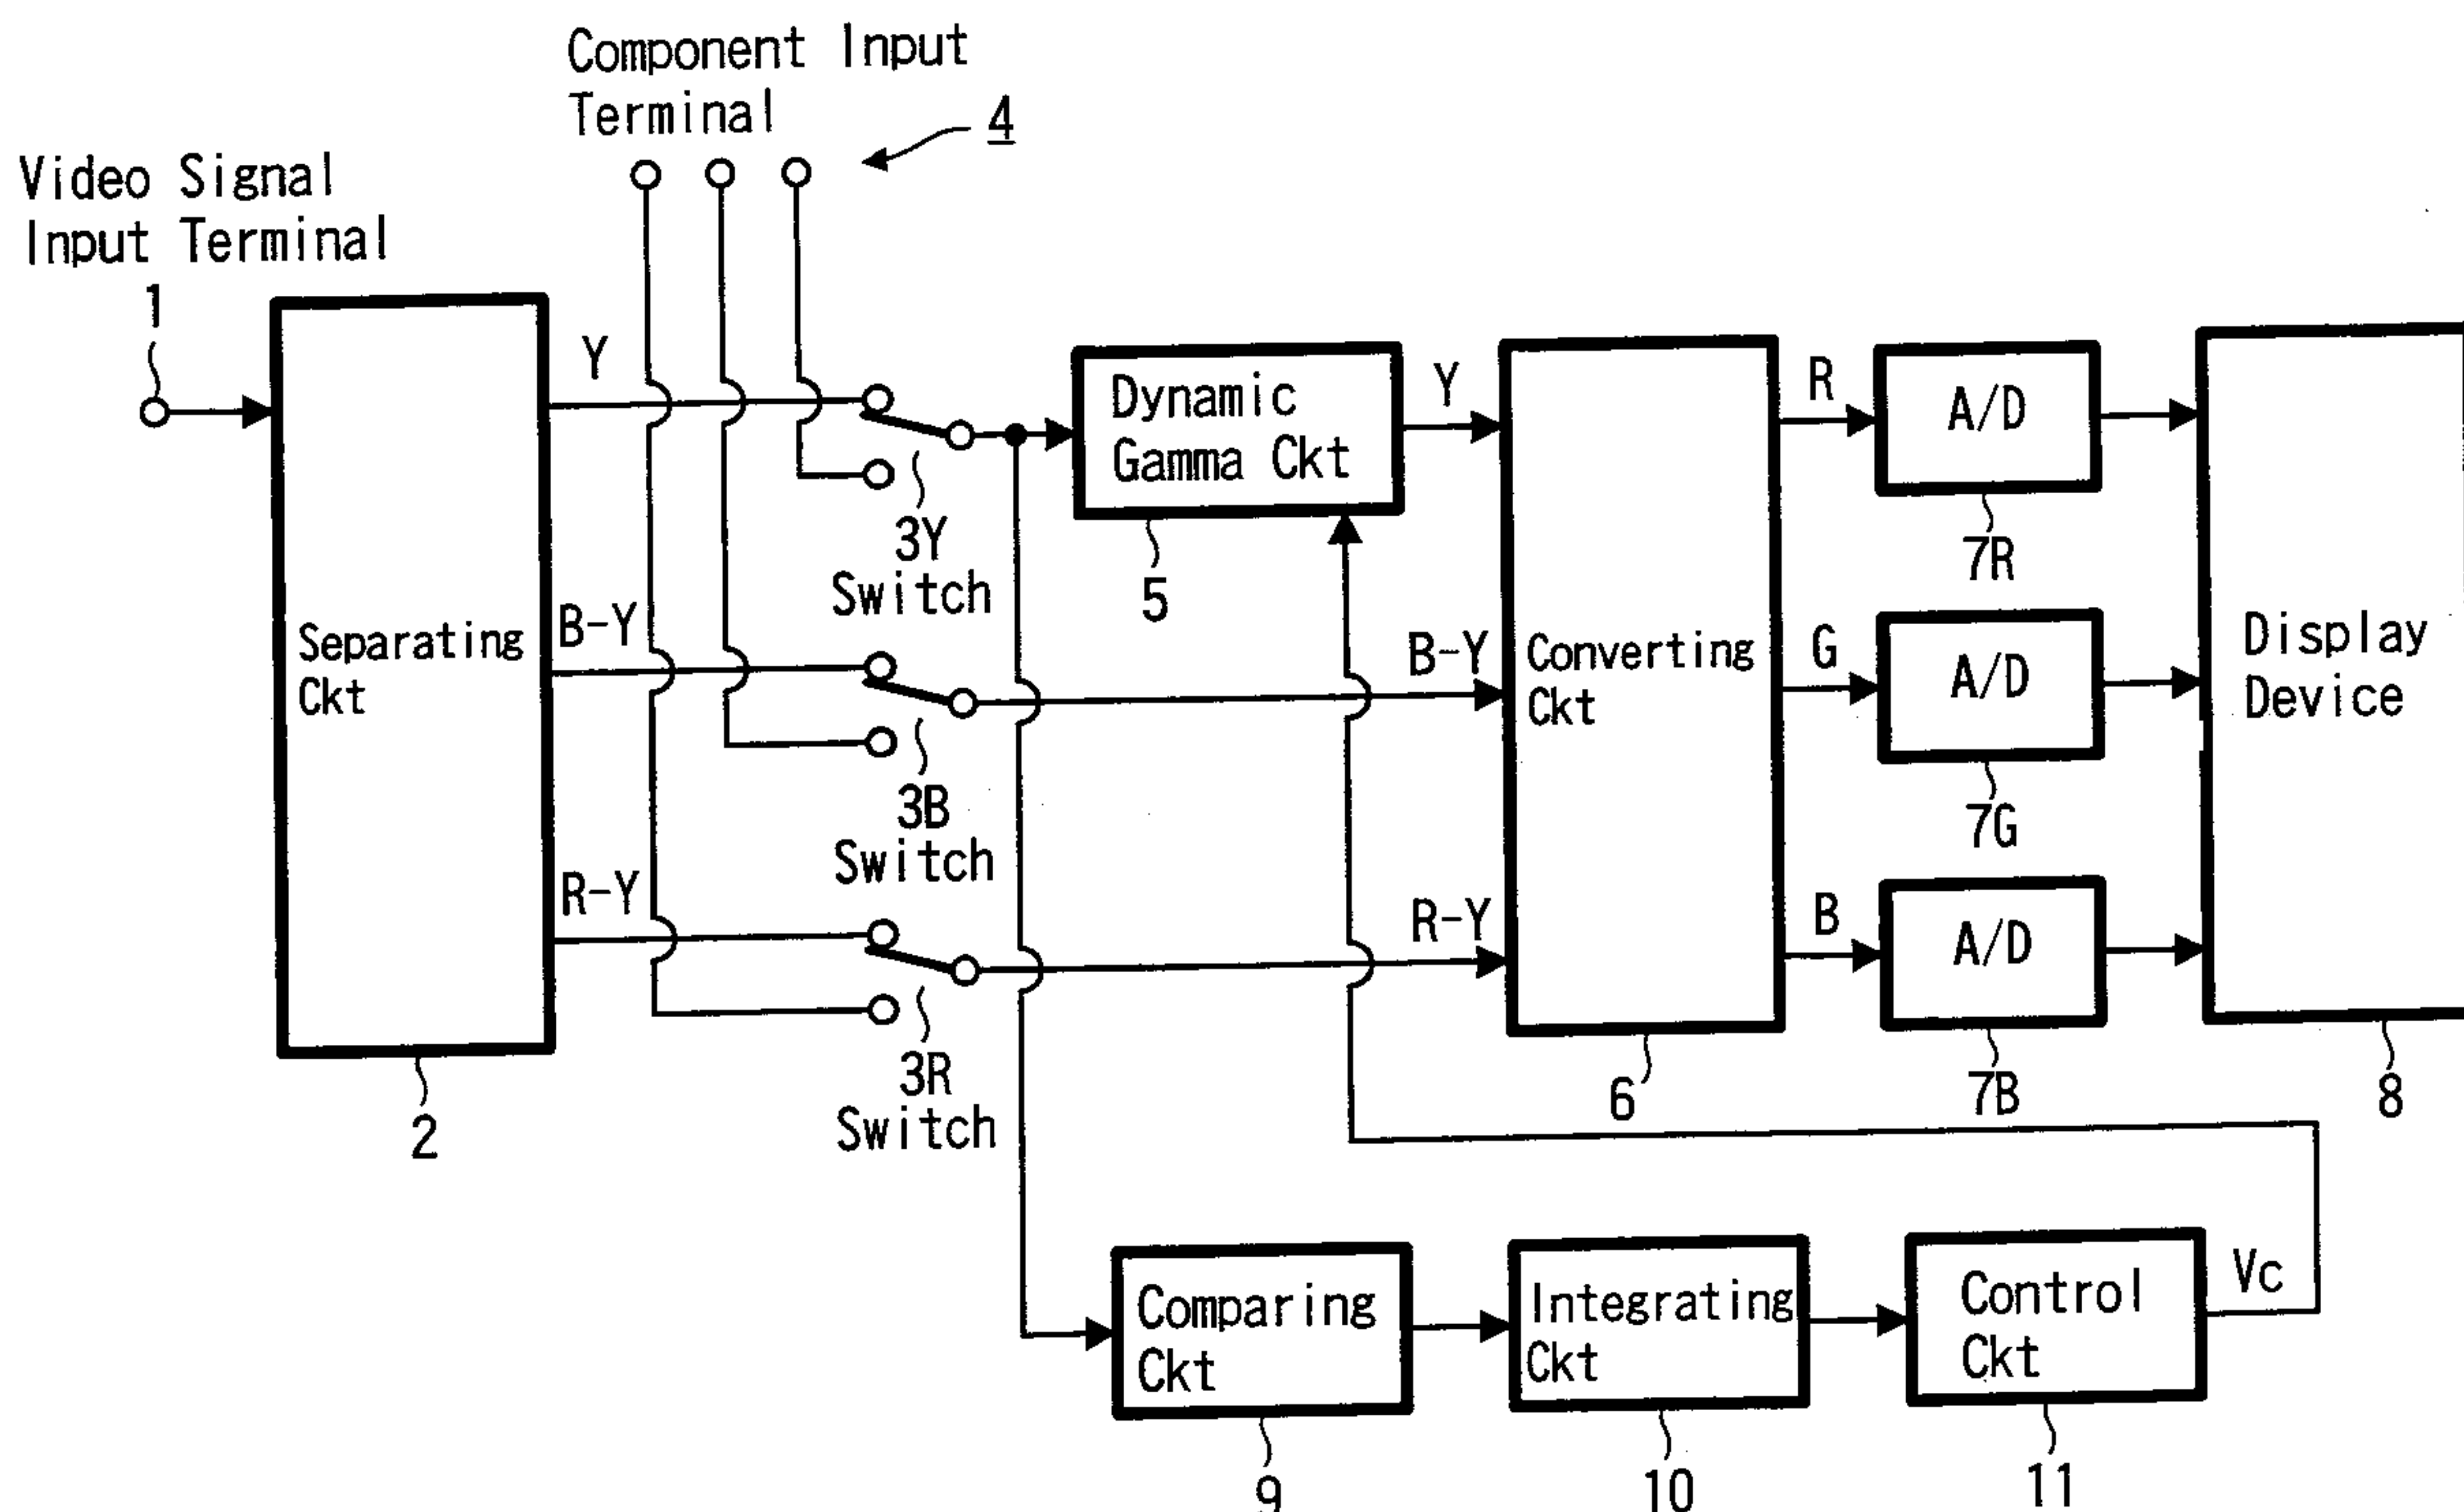 Component Input
Terminal
4
Video Signal
Input Terminal
1
Y
Dynamic
Gamma Ckt
Y
R
A/D
3Y
Switch
5
7R
Separating
Ckt
B-Y
B-Y
Converting
Ckt
G
A/D
Display
Device
3B
Switch
7G
R-Y
R-Y
B
A/D
3R
Switch
2
6
7B
8
Comparing
Ckt
Integrating
Ckt
Control
Ckt
Vc
9
10
11